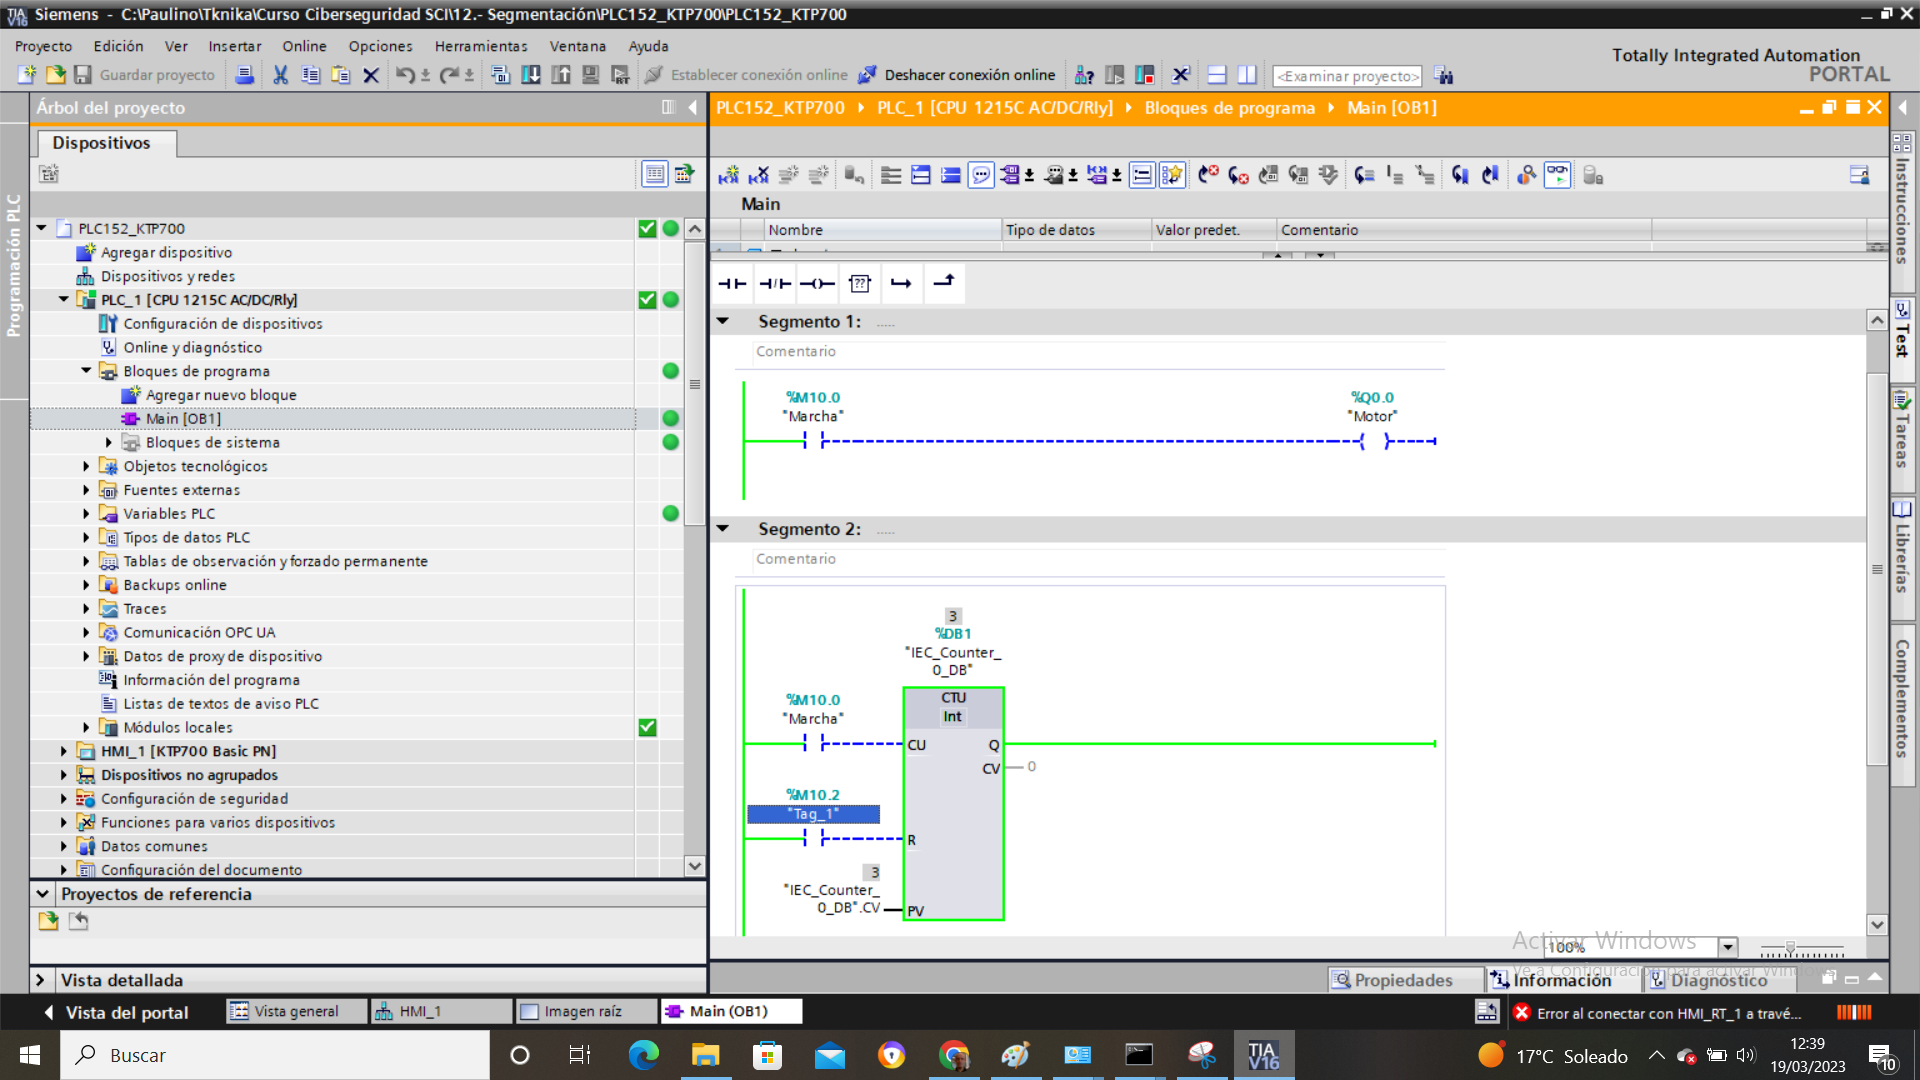 Siemens - C:\Paulino\Tknika\Curso Ciberseguridad SCI\12.- Segmentación\PLC152_KTP700\PLC152_KTP700
Proyecto Edición Ver Insertar Online Opciones Herramientas Ventana Ayuda
Totally Integrated Automation
PORTAL
Guardar proyecto Establecer conexión online Deshacer conexión online <Examinar proyecto>
Árbol del proyecto
PLC152_KTP700 PLC_1 [CPU 1215C AC/DC/Rly] Bloques de programa Main [OB1]
Dispositivos
Programación PLC
PLC152_KTP700
Agregar dispositivo
Dispositivos y redes
PLC_1 [CPU 1215C AC/DC/Rly]
Configuración de dispositivos
Online y diagnóstico
Bloques de programa
Agregar nuevo bloque
Main [OB1]
Bloques de sistema
Objetos tecnológicos
Fuentes externas
Variables PLC
Tipos de datos PLC
Tablas de observación y forzado permanente
Backups online
Traces
Comunicación OPC UA
Datos de proxy de dispositivo
Información del programa
Listas de textos de aviso PLC
Módulos locales
HMI_1 [KTP700 Basic PN]
Dispositivos no agrupados
Configuración de seguridad
Funciones para varios dispositivos
Datos comunes
Configuración del documento
Proyectos de referencia
Vista detallada
Main
Nombre Tipo de datos Valor predet. Comentario
??
Segmento 1: .....
Comentario
%M10.0
"Marcha"
%Q0.0
"Motor"
Segmento 2: .....
Comentario
3
%DB1
"IEC_Counter_
0_DB"
CTU
Int
%M10.0
"Marcha"
CU Q
CV 0
%M10.2
"Tag_1"
R
3
"IEC_Counter_
0_DB".CV
PV
Instrucciones
Test
Tareas
Librerías
Complementos
100%
Activar Windows
Ve a Configuración para activar Windows.
Propiedades Información Diagnóstico
Vista del portal Vista general HMI_1 Imagen raíz Main (OB1)
Error al conectar con HMI_RT_1 a travé...
Buscar
TIA
V16
17°C Soleado
12:39
19/03/2023
10